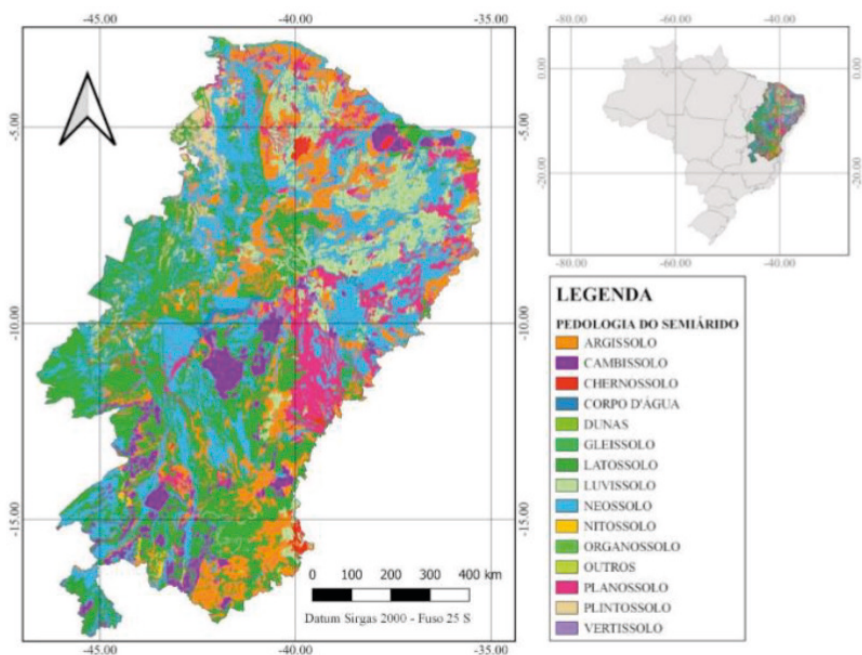 -45.00
-40.00
-35.00
-5.00
-10.00
-15.00
-5.00
-10.00
-15.00
0 100 200 300 400 km
Datum Sirgas 2000 - Fuso 25 S
-45.00
-40.00
-35.00
-80.00
-60.00
-40.00
0.00
-20.00
0.00
-20.00
-80.00
-60.00
-40.00
LEGENDA
PEDOLOGIA DO SEMIÁRIDO
ARGISSOLO
CAMBISSOLO
CHERNOSSOLO
CORPO D'ÁGUA
DUNAS
GLEISSOLO
LATOSSOLO
LUVISSOLO
NEOSSOLO
NITOSSOLO
ORGANOSSOLO
OUTROS
PLANOSSOLO
PLINTOSSOLO
VERTISSOLO